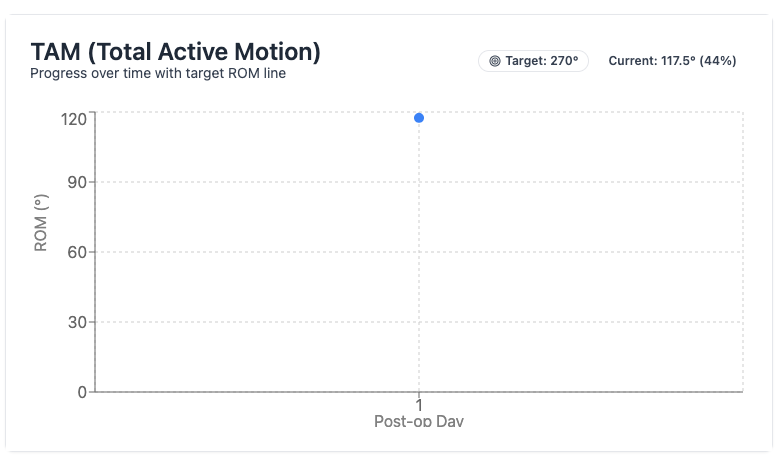 TAM (Total Active Motion)
Progress over time with target ROM line
Target: 270°
Current: 117.5° (44%)
120
90
60
30
0
ROM (°)
1
Post-op Day